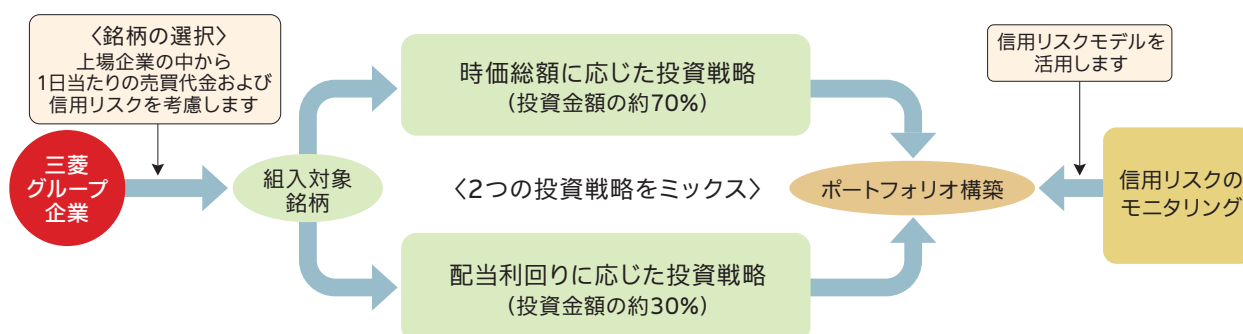 〈銘柄の選択〉
上場企業の中から
1日当たりの売買代金および
信用リスクを考慮します
三菱
グループ
企業
組入対象
銘柄
時価総額に応じた投資戦略
(投資金額の約70%)
〈2つの投資戦略をミックス〉
配当利回りに応じた投資戦略
(投資金額の約30%)
ポートフォリオ構築
信用リスクモデルを
活用します
信用リスクの
モニタリング